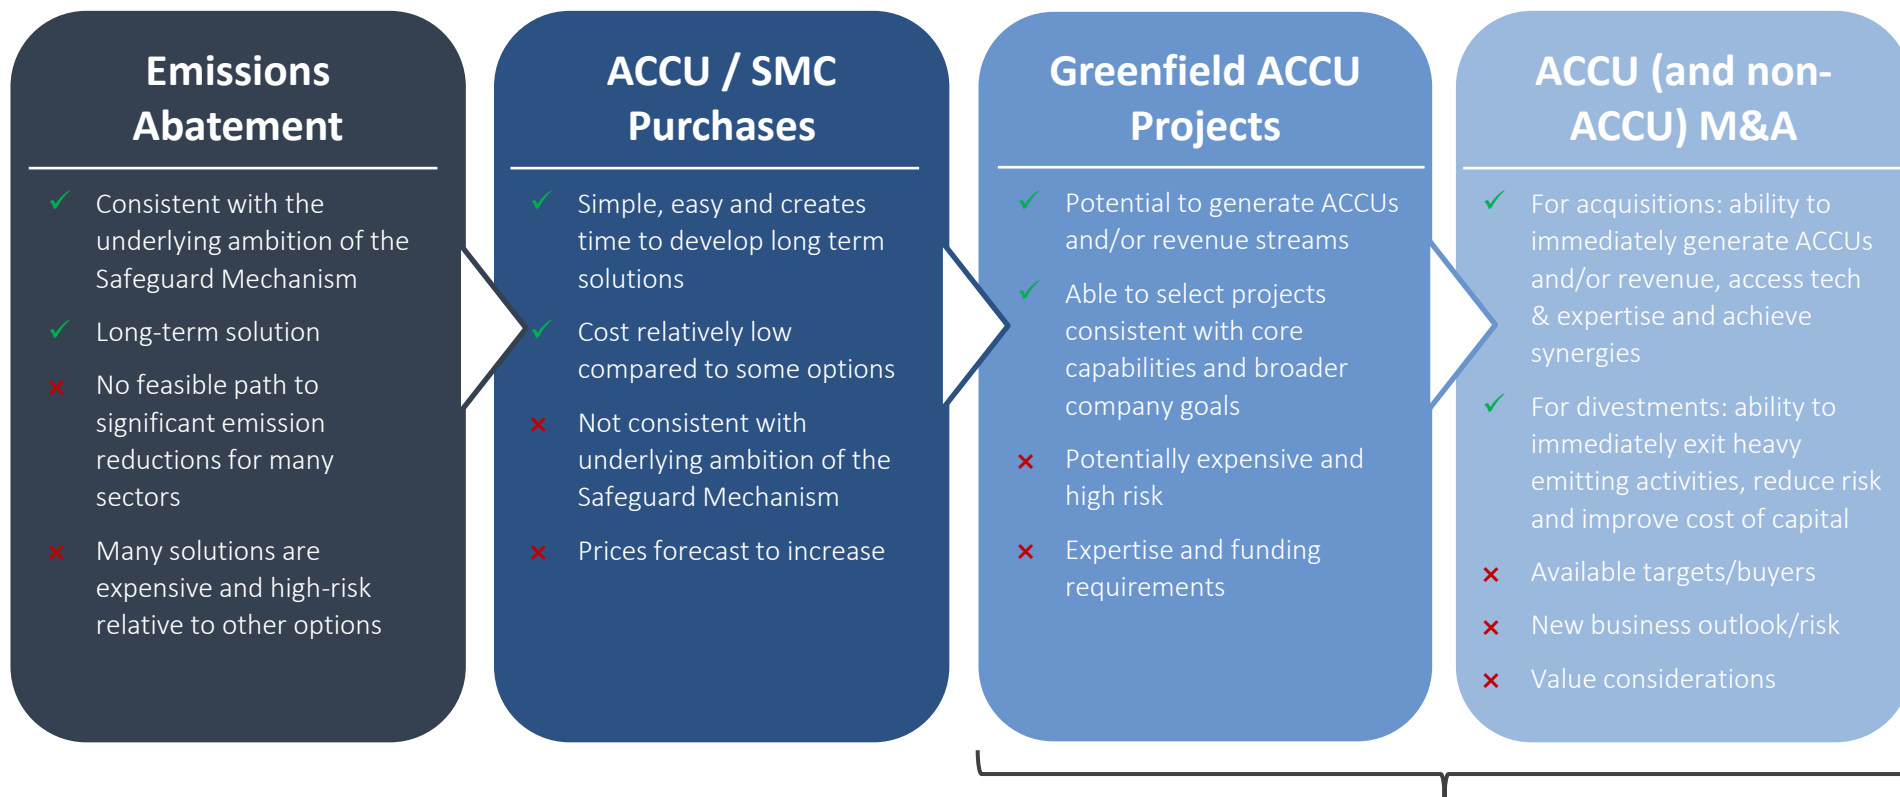 Emissions
Abatement
✓ Consistent with the
underlying ambition of the
Safeguard Mechanism
✓ Long-term solution
× No feasible path to
significant emission
reductions for many
sectors
× Many solutions are
expensive and high-risk
relative to other options
ACCU / SMC
Purchases
✓ Simple, easy and creates
time to develop long term
solutions
✓ Cost relatively low
compared to some options
× Not consistent with
underlying ambition of the
Safeguard Mechanism
× Prices forecast to increase
Greenfield ACCU
Projects
✓ Potential to generate ACCUs
and/or revenue streams
✓ Able to select projects
consistent with core
capabilities and broader
company goals
× Potentially expensive and
high risk
× Expertise and funding
requirements
ACCU (and non-
ACCU) M&A
✓ For acquisitions: ability to
immediately generate ACCUs
and/or revenue, access tech
& expertise and achieve
synergies
✓ For divestments: ability to
immediately exit heavy
emitting activities, reduce risk
and improve cost of capital
× Available targets/buyers
× New business outlook/risk
× Value considerations